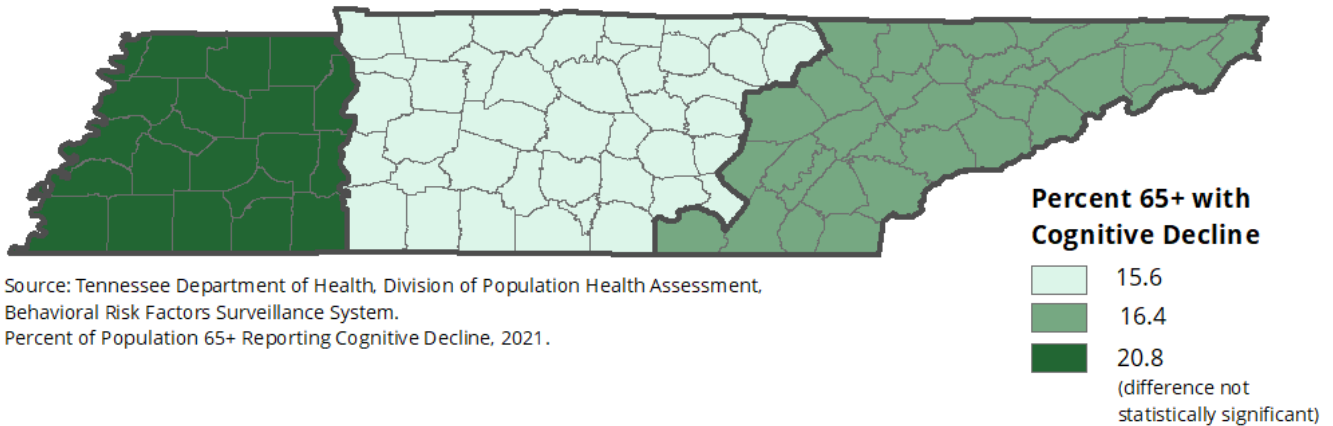 Percent 65+ with
Cognitive Decline
15.6
16.4
20.8
(difference not
statistically significant)
Source: Tennessee Department of Health, Division of Population Health Assessment,
Behavioral Risk Factors Surveillance System.
Percent of Population 65+ Reporting Cognitive Decline, 2021.